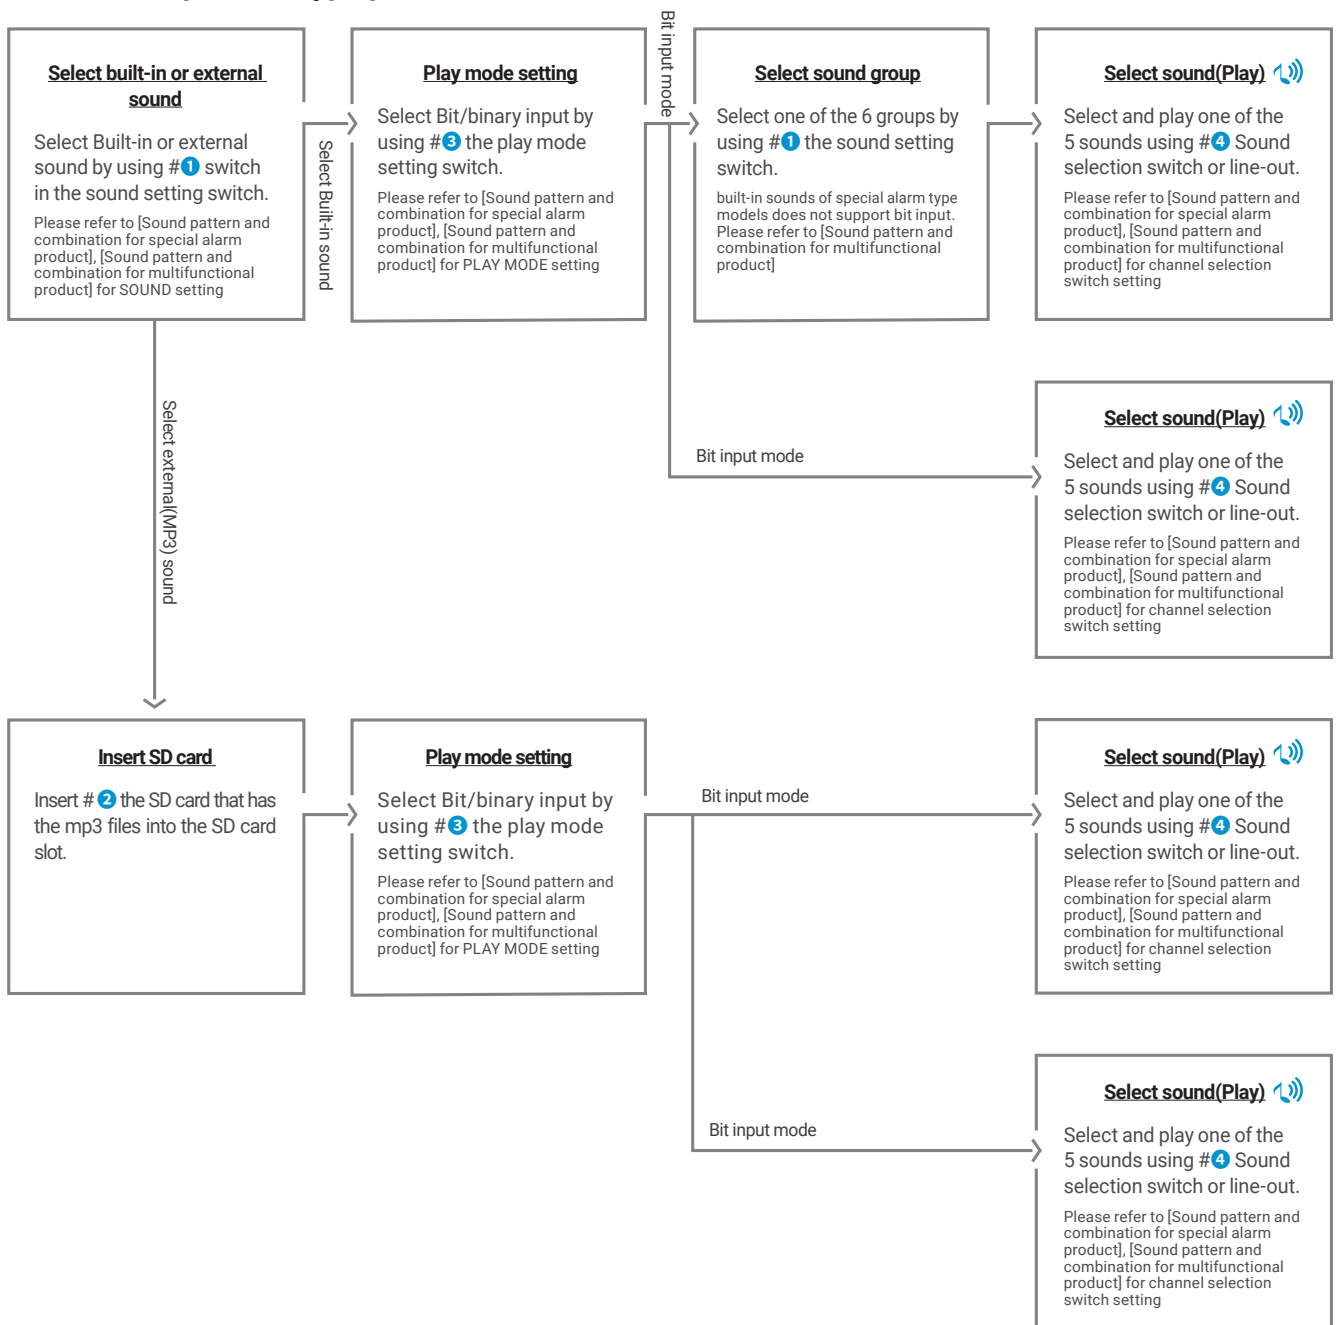 Select built-in or external
sound
Select Built-in or external
sound by using #1 switch
in the sound setting switch.
Please refer to [Sound pattern and
combination for special alarm
product], [Sound pattern and
combination for multifunctional
product] for SOUND setting
Select Built-in sound
Play mode setting
Select Bit/binary input by
using #3 the play mode
setting switch.
Please refer to [Sound pattern and
combination for special alarm
product], [Sound pattern and
combination for multifunctional
product] for PLAY MODE setting
Bit input mode
Select sound group
Select one of the 6 groups by
using #1 the sound setting
switch.
built-in sounds of special alarm type
models does not support bit input.
Please refer to [Sound pattern and
combination for multifunctional
product]
Select sound(Play)
Select and play one of the
5 sounds using #4 Sound
selection switch or line-out.
Please refer to [Sound pattern and
combination for special alarm
product], [Sound pattern and
combination for multifunctional
product] for channel selection
switch setting
Bit input mode
Select sound(Play)
Select and play one of the
5 sounds using #4 Sound
selection switch or line-out.
Please refer to [Sound pattern and
combination for special alarm
product], [Sound pattern and
combination for multifunctional
product] for channel selection
switch setting
Select external(MP3) sound
Insert SD card
Insert # 2 the SD card that has
the mp3 files into the SD card
slot.
Play mode setting
Select Bit/binary input by
using #3 the play mode
setting switch.
Please refer to [Sound pattern and
combination for special alarm
product], [Sound pattern and
combination for multifunctional
product] for PLAY MODE setting
Bit input mode
Select sound(Play)
Select and play one of the
5 sounds using #4 Sound
selection switch or line-out.
Please refer to [Sound pattern and
combination for special alarm
product], [Sound pattern and
combination for multifunctional
product] for channel selection
switch setting
Bit input mode
Select sound(Play)
Select and play one of the
5 sounds using #4 Sound
selection switch or line-out.
Please refer to [Sound pattern and
combination for special alarm
product], [Sound pattern and
combination for multifunctional
product] for channel selection
switch setting